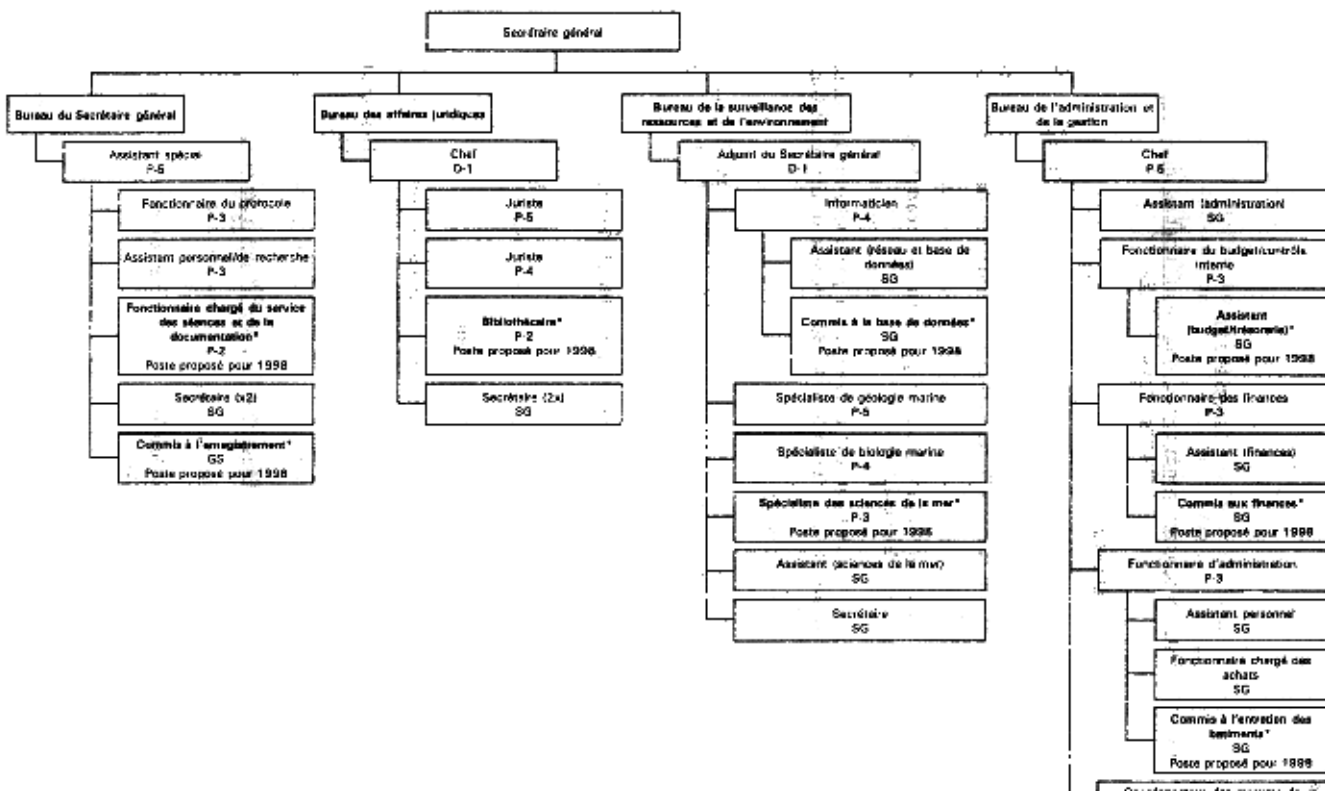 Secrétaire général
Bureau du Secrétaire général
Assistant spécial
P-5
Fonctionnaire du protocole
P-3
Assistant personnel/de recherche
P-3
Fonctionnaire chargé du service
des séances et de la
documentation*
P-2
Poste proposé pour 1998
Secrétaire (x2)
SG
Commis à l'enregistrement*
GS
Poste proposé pour 1998
Bureau des affaires juridiques
Chef
D-1
Juriste
P-5
Juriste
P-4
Bibliothécaire*
P-2
Poste proposé pour 1998
Secrétaire (2x)
SG
Bureau de la surveillance des
ressources et de l'environnement
Adjoint du Secrétaire général
D-1
Informaticien
P-4
Assistant (réseau et base de
données)
SG
Commis à la base de données*
SG
Poste proposé pour 1998
Spécialiste de géologie marine
P-5
Spécialiste de biologie marine
P-4
Spécialiste des sciences de la mer*
P-3
Poste proposé pour 1998
Assistant (sciences de la mer)
SG
Secrétaire
SG
Bureau de l'administration et
de la gestion
Chef
P-5
Assistant (administration)
SG
Fonctionnaire du budget/contrôle
interne
P-3
Assistant
(budget/trésorerie)*
SG
Poste proposé pour 1998
Fonctionnaire des finances
P-3
Assistant (finances)
SG
Commis aux finances*
SG
Poste proposé pour 1998
Fonctionnaire d'administration
P-3
Assistant personnel
SG
Fonctionnaire chargé des
achats
SG
Commis à l'entretien des
bâtiments*
SG
Poste proposé pour 1998